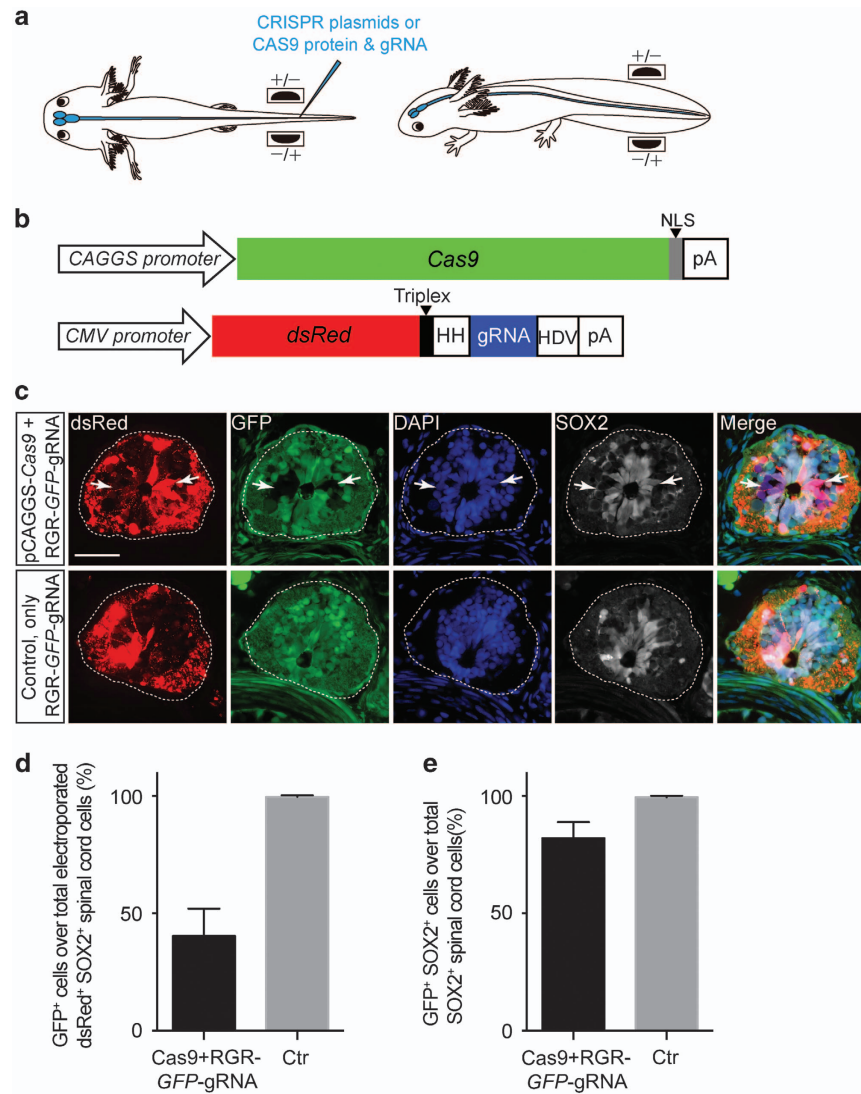 a
CRISPR plasmids or
CAS9 protein & gRNA
+/−
−/+
+/−
−/+
b
CAGGS promoter
Cas9
NLS
pA
CMV promoter
dsRed
Triplex
HH
gRNA
HDV
pA
c
pCAGGS-Cas9 +
RGR-GFP-gRNA
dsRed
GFP
DAPI
SOX2
Merge
Control, only
RGR-GFP-gRNA
d
GFP⁺ cells over total electroporated
dsRed⁺ SOX2⁺ spinal cord cells (%)
100
50
0
Cas9+RGR-
GFP-gRNA
Ctr
e
GFP⁺ SOX2⁺ cells over total
SOX2⁺ spinal cord cells(%)
100
50
0
Cas9+RGR-
GFP-gRNA
Ctr